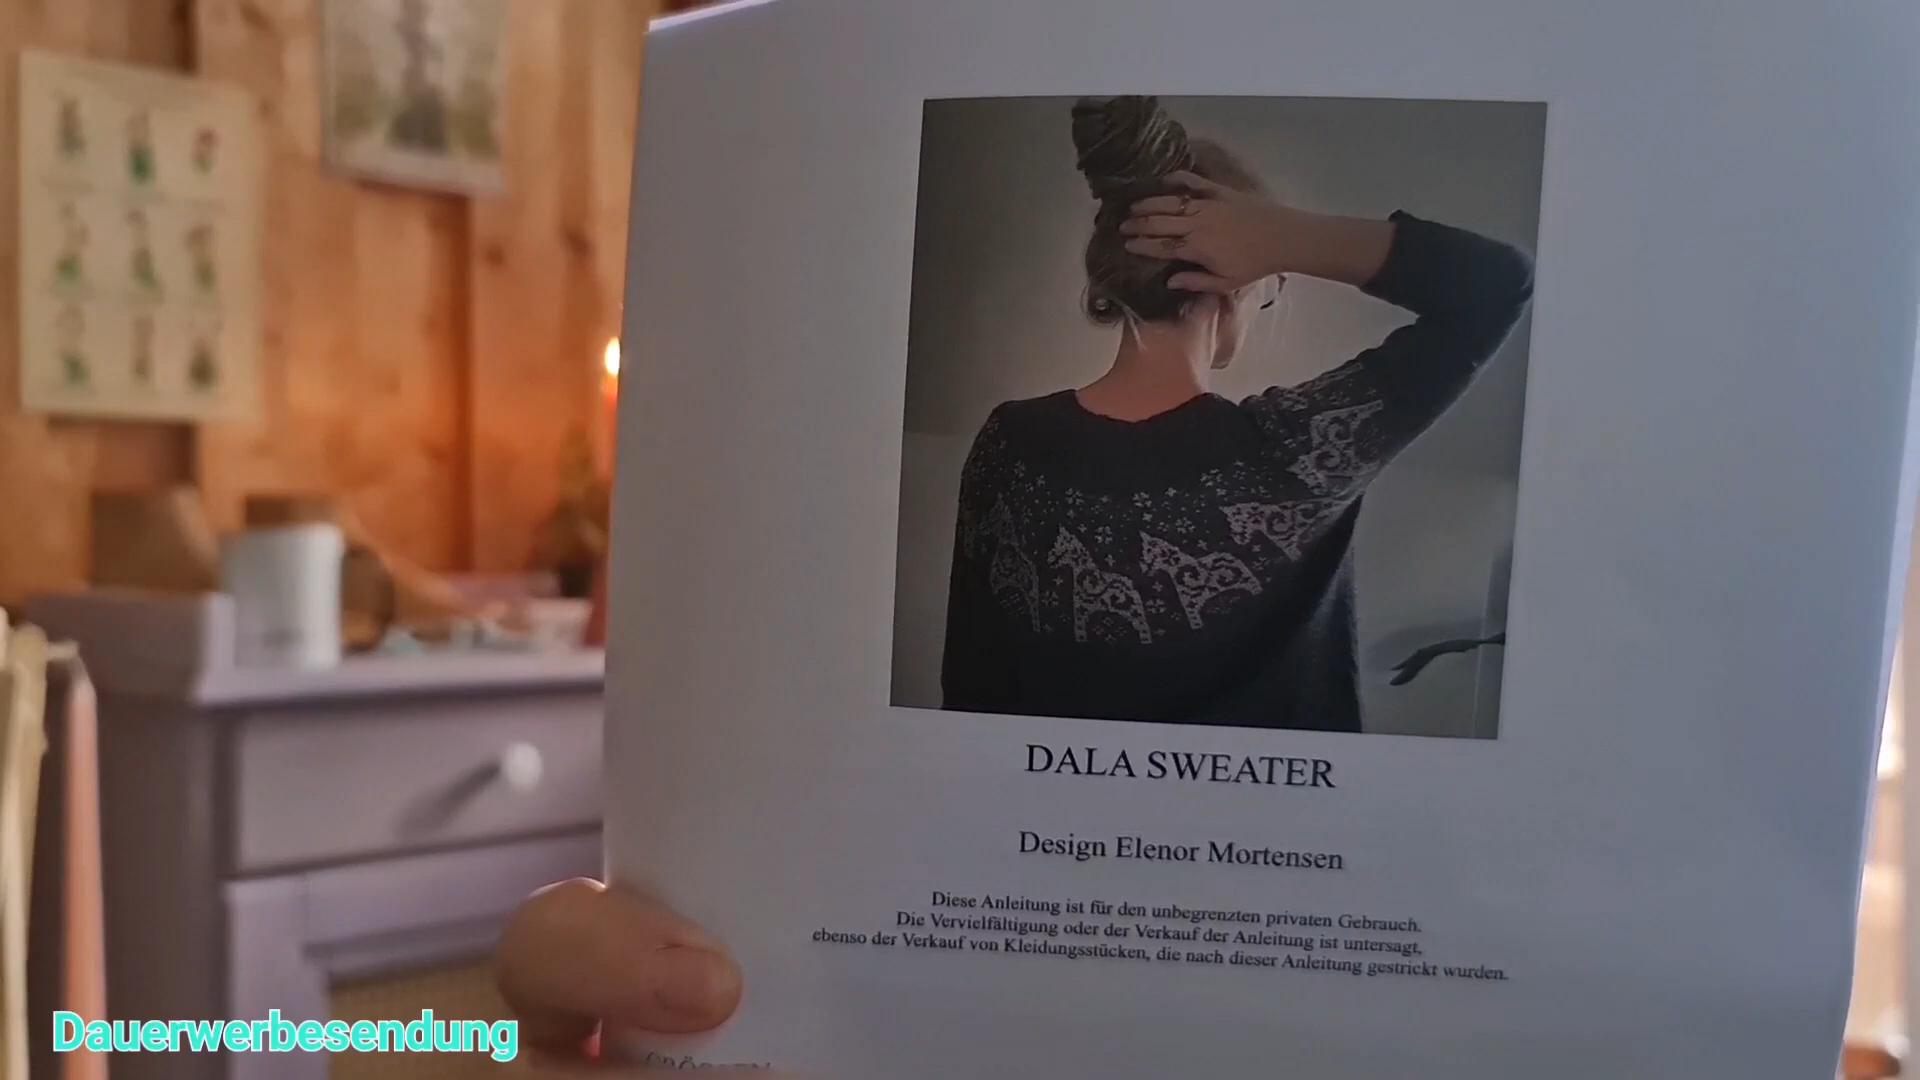 DALA SWEATER
Design Elenor Mortensen
Diese Anleitung ist für den unbegrenzten privaten Gebrauch.
Die Vervielfältigung oder der Verkauf der Anleitung ist untersagt,
ebenso der Verkauf von Kleidungsstücken, die nach dieser Anleitung gestrickt wurden.
Dauerwerbesendung